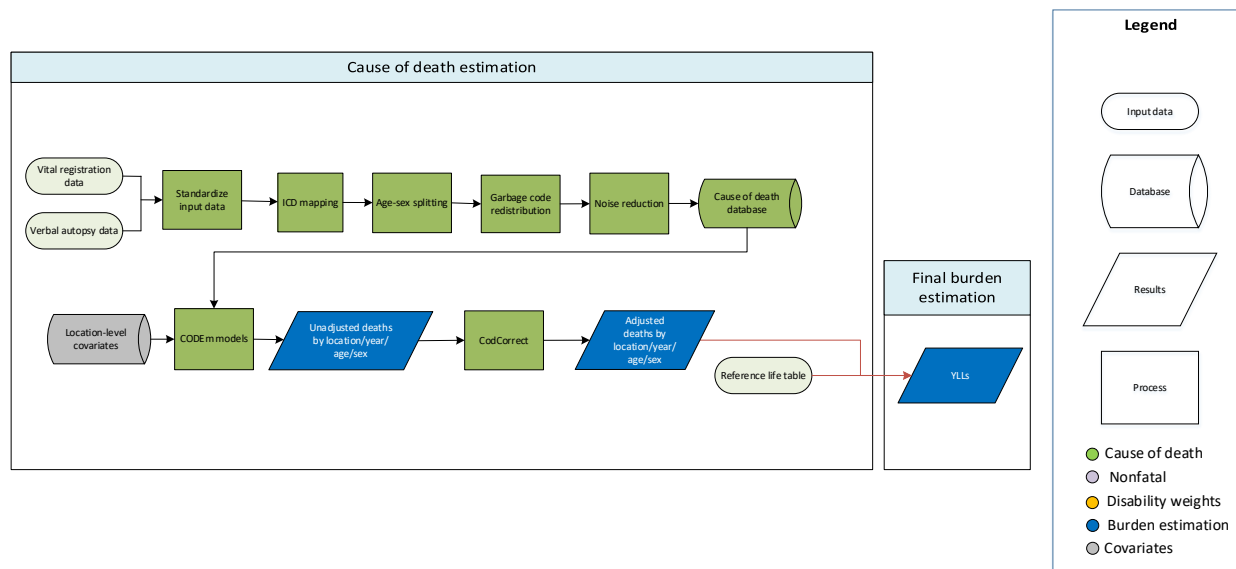 Cause of death estimation
Vital registration
data
Verbal autopsy data
Standardize
input data
ICD mapping
Age-sex splitting
Garbage code
redistribution
Noise reduction
Cause of death
database
Location-level
covariates
CODEm models
Unadjusted deaths
by location/year/
age/sex
CodCorrect
Adjusted
deaths by
location/year/
age/sex
Reference life table
Final burden
estimation
YLLs
Legend
Input data
Database
Results
Process
Cause of death
Nonfatal
Disability weights
Burden estimation
Covariates